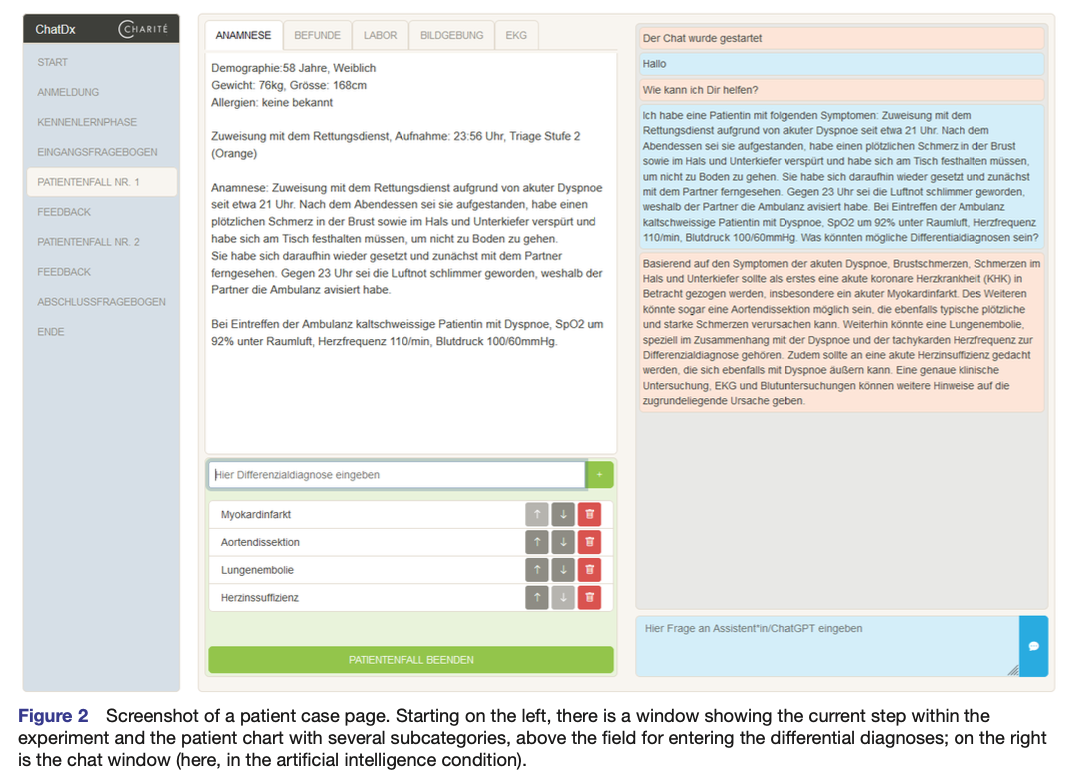 ChatDx
CHARITÉ
START
ANMELDUNG
KENNENLERNPHASE
EINGANGSFRAGEBOGEN
PATIENTENFALL NR. 1
FEEDBACK
PATIENTENFALL NR. 2
FEEDBACK
ABSCHLUSSFRAGEBOGEN
ENDE
ANAMNESE
BEFUNDE
LABOR
BILDGEBUNG
EKG
Demographie:58 Jahre, Weiblich
Gewicht: 76kg, Grösse: 168cm
Allergien: keine bekannt
Zuweisung mit dem Rettungsdienst, Aufnahme: 23:56 Uhr, Triage Stufe 2
(Orange)
Anamnese: Zuweisung mit dem Rettungsdienst aufgrund von akuter Dyspnoe
seit etwa 21 Uhr. Nach dem Abendessen sei sie aufgestanden, habe einen
plötzlichen Schmerz in der Brust sowie im Hals und Unterkiefer verspürt und
habe sich am Tisch festhalten müssen, um nicht zu Boden zu gehen.
Sie habe sich daraufhin wieder gesetzt und zunächst mit dem Partner
ferngesehen. Gegen 23 Uhr sei die Luftnot schlimmer geworden, weshalb der
Partner die Ambulanz avisiert habe.
Bei Eintreffen der Ambulanz kaltschweissige Patientin mit Dyspnoe, SpO2 um
92% unter Raumluft, Herzfrequenz 110/min, Blutdruck 100/60mmHg.
Hier Differenzialdiagnose eingeben
+
Myokardinfarkt
Aortendissektion
Lungenembolie
Herzinssuffizienz
PATIENTENFALL BEENDEN
Der Chat wurde gestartet
Hallo
Wie kann ich Dir helfen?
Ich habe eine Patientin mit folgenden Symptomen: Zuweisung mit dem
Rettungsdienst aufgrund von akuter Dyspnoe seit etwa 21 Uhr. Nach dem
Abendessen sei sie aufgestanden, habe einen plötzlichen Schmerz in der Brust
sowie im Hals und Unterkiefer verspürt und habe sich am Tisch festhalten müssen,
um nicht zu Boden zu gehen. Sie habe sich daraufhin wieder gesetzt und zunächst
mit dem Partner ferngesehen. Gegen 23 Uhr sei die Luftnot schlimmer geworden,
weshalb der Partner die Ambulanz avisiert habe. Bei Eintreffen der Ambulanz
kaltschweissige Patientin mit Dyspnoe, SpO2 um 92% unter Raumluft, Herzfrequenz
110/min, Blutdruck 100/60mmHg. Was könnten mögliche Differentialdiagnosen sein?
Basierend auf den Symptomen der akuten Dyspnoe, Brustschmerzen, Schmerzen im
Hals und Unterkiefer sollte als erstes eine akute koronare Herzkrankheit (KHK) in
Betracht gezogen werden, insbesondere ein akuter Myokardinfarkt. Des Weiteren
könnte sogar eine Aortendissektion möglich sein, die ebenfalls typische plötzliche
und starke Schmerzen verursachen kann. Weiterhin könnte eine Lungenembolie,
speziell im Zusammenhang mit der Dyspnoe und der tachykarden Herzfrequenz zur
Differenzialdiagnose gehören. Zudem sollte an eine akute Herzinsuffizienz gedacht
werden, die sich ebenfalls mit Dyspnoe äußern kann. Eine genaue klinische
Untersuchung, EKG und Blutuntersuchungen können weitere Hinweise auf die
zugrundeliegende Ursache geben.
Hier Frage an Assistent*in/ChatGPT eingeben
Figure 2 Screenshot of a patient case page. Starting on the left, there is a window showing the current step within the
experiment and the patient chart with several subcategories, above the field for entering the differential diagnoses; on the right
is the chat window (here, in the artificial intelligence condition).